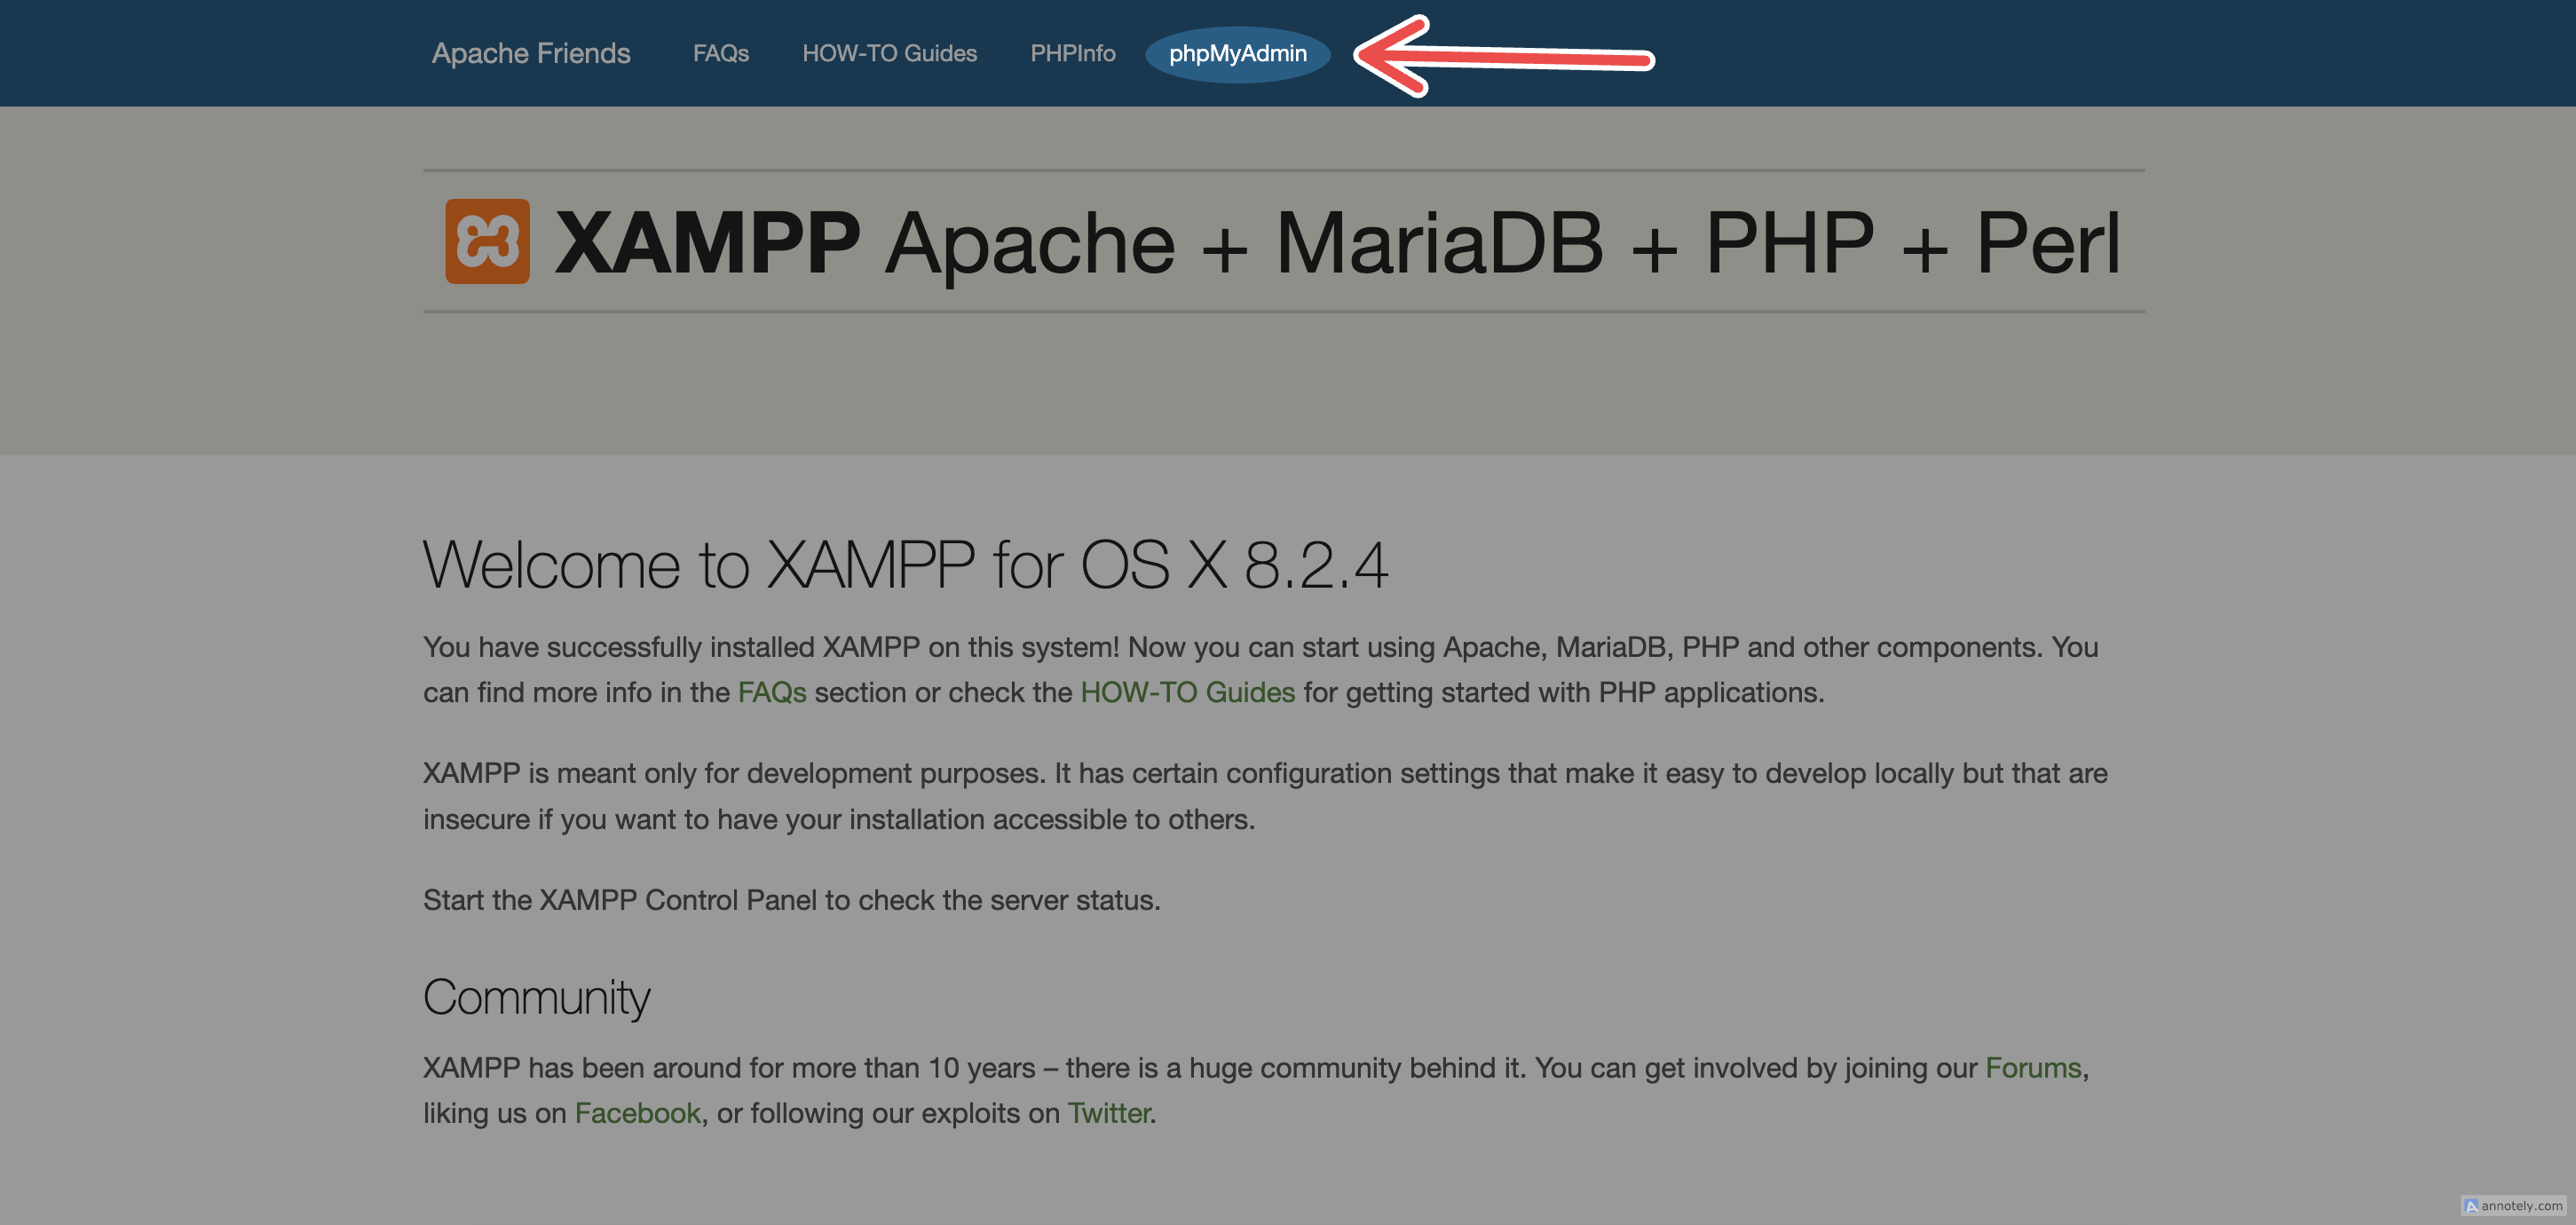 Apache Friends FAQs HOW-TO Guides PHPInfo phpMyAdmin
XAMPP Apache + MariaDB + PHP + Perl
Welcome to XAMPP for OS X 8.2.4
You have successfully installed XAMPP on this system! Now you can start using Apache, MariaDB, PHP and other components. You
can find more info in the FAQs section or check the HOW-TO Guides for getting started with PHP applications.
XAMPP is meant only for development purposes. It has certain configuration settings that make it easy to develop locally but that are
insecure if you want to have your installation accessible to others.
Start the XAMPP Control Panel to check the server status.
Community
XAMPP has been around for more than 10 years – there is a huge community behind it. You can get involved by joining our Forums,
liking us on Facebook, or following our exploits on Twitter.
annotely.com